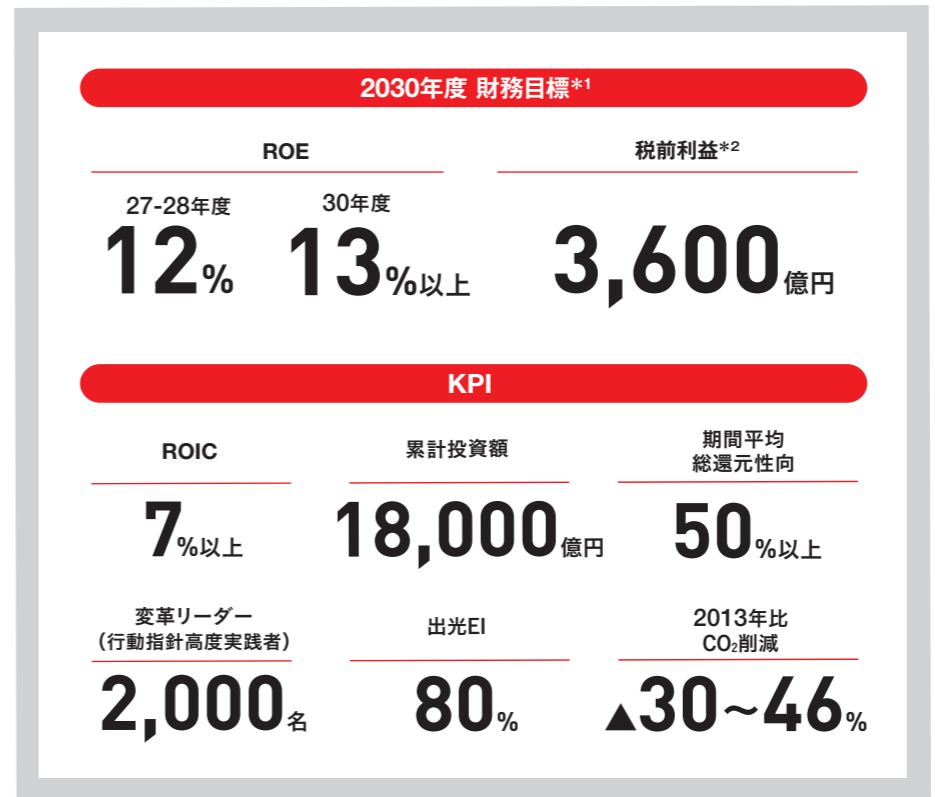 2030年度 財務目標*1
ROE
税前利益*2
27-28年度
30年度
12%
13%以上
3,600億円
KPI
ROIC
累計投資額
期間平均
総還元性向
7%以上
18,000億円
50%以上
変革リーダー
（行動指針高度実践者）
出光EI
2013年比
CO₂削減
2,000名
80%
▲30～46%